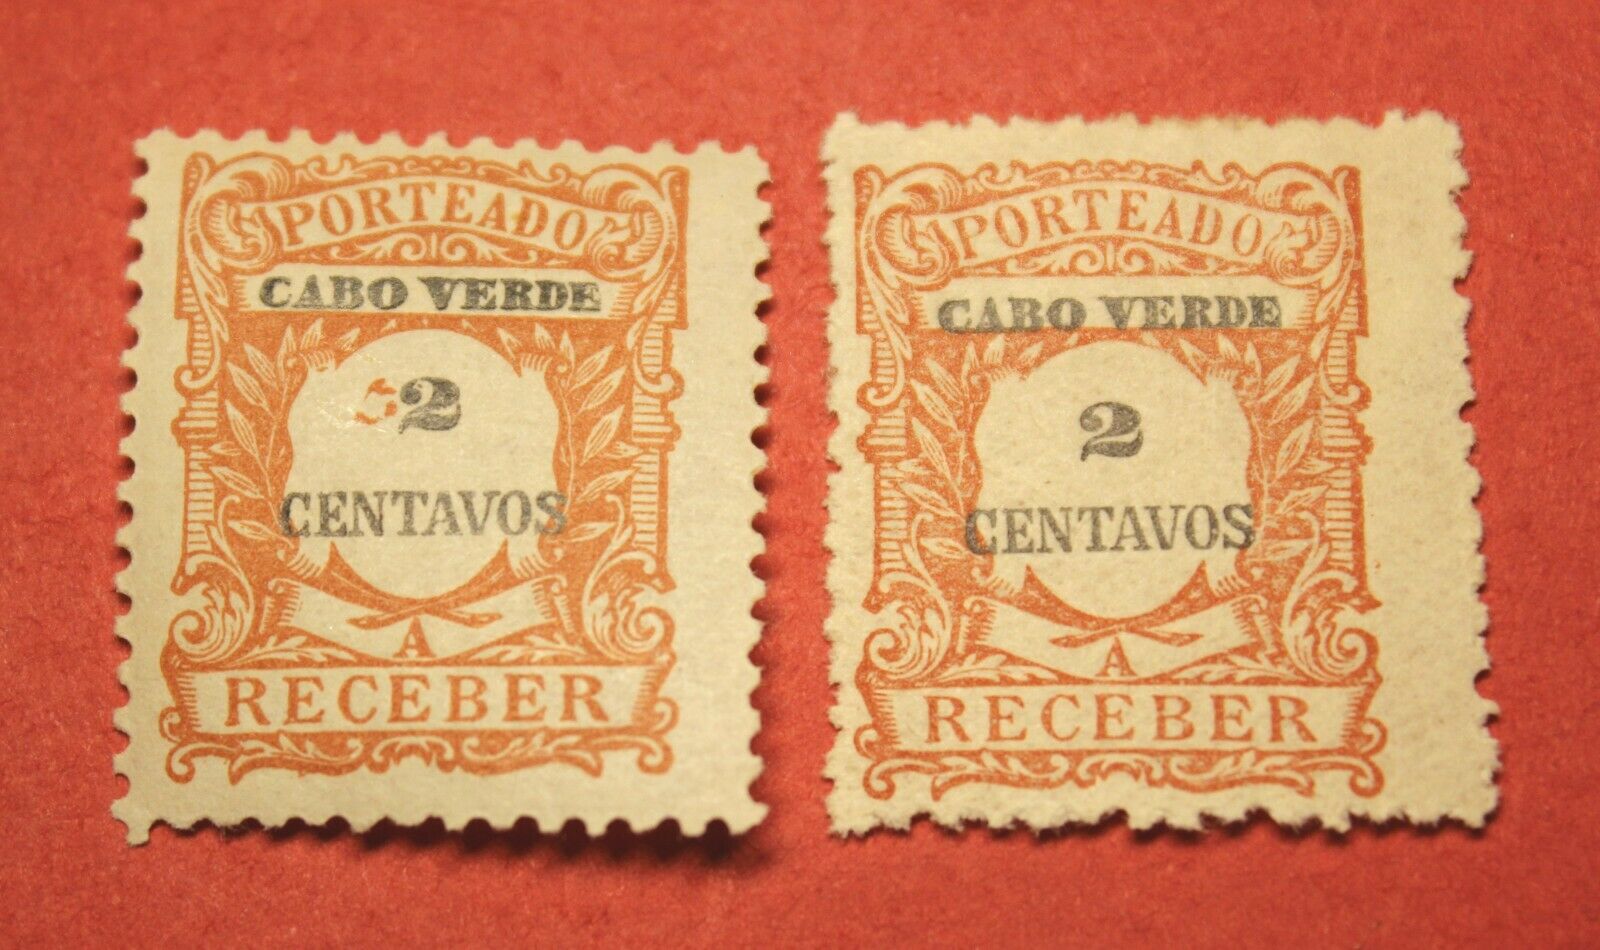 PORTEADO
CABO VERDE
2
CENTAVOS
A
RECEBER
PORTEADO
CABO VERDE
2
CENTAVOS
A
RECEBER